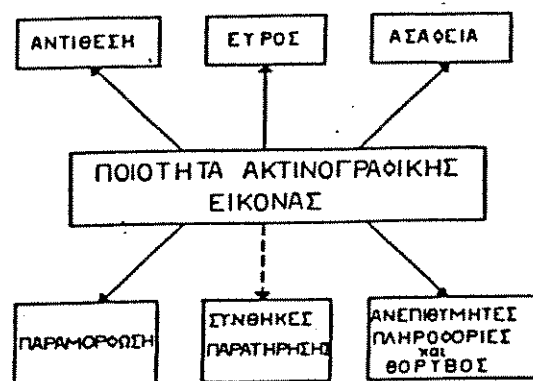 ΑΝΤΙΘΕΣΗ
ΕΥΡΟΣ
ΑΣΑΦΕΙΑ
ΠΟΙΟΤΗΤΑ ΑΚΤΙΝΟΓΡΑΦΙΚΗΣ
ΕΙΚΟΝΑΣ
ΠΑΡΑΜΟΡΦΩΣΗ
ΣΥΝΘΗΚΕΣ
ΠΑΡΑΤΗΡΗΣΗΣ
ΑΝΕΠΙΘΥΜΗΤΕΣ
ΠΛΗΡΟΦΟΡΙΕΣ
και
ΘΟΡΥΒΟΣ